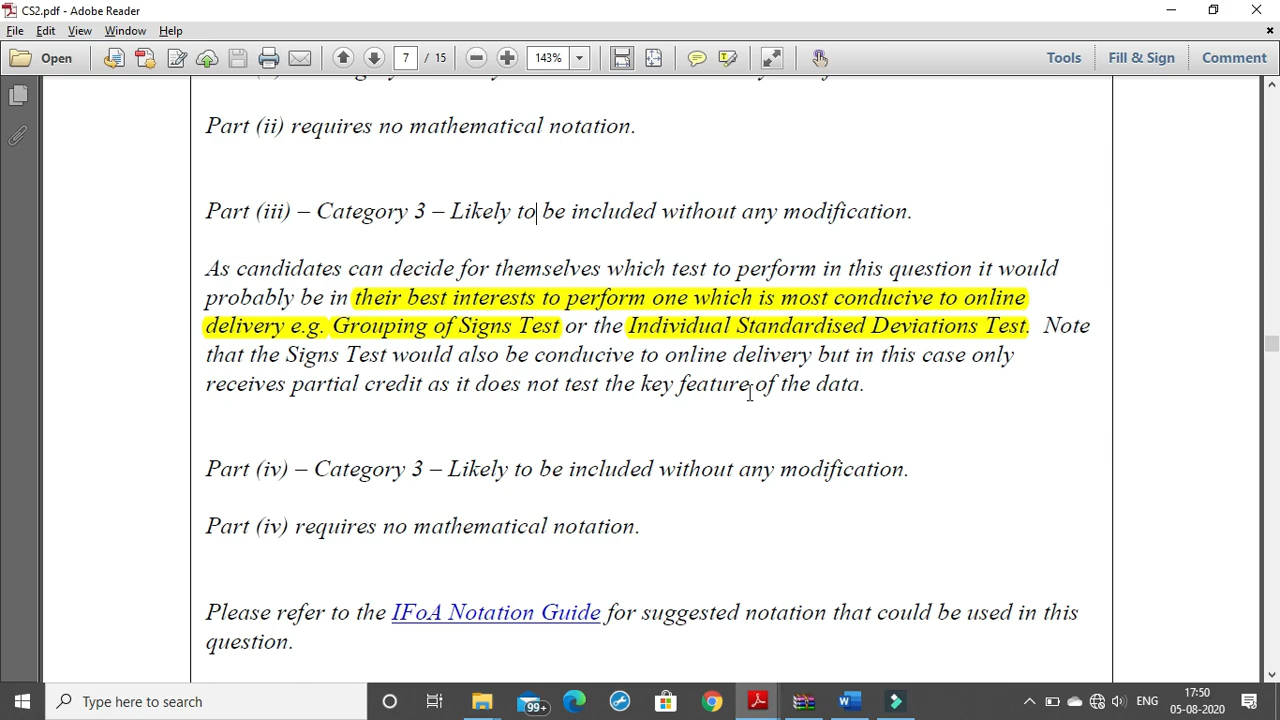 CS2.pdf - Adobe Reader
File Edit View Window Help
Open 7 / 15 143% Tools Fill & Sign Comment
Part (ii) requires no mathematical notation.
Part (iii) – Category 3 – Likely to be included without any modification.
As candidates can decide for themselves which test to perform in this question it would
probably be in their best interests to perform one which is most conducive to online
delivery e.g. Grouping of Signs Test or the Individual Standardised Deviations Test. Note
that the Signs Test would also be conducive to online delivery but in this case only
receives partial credit as it does not test the key feature of the data.
Part (iv) – Category 3 – Likely to be included without any modification.
Part (iv) requires no mathematical notation.
Please refer to the IFoA Notation Guide for suggested notation that could be used in this
question.
Type here to search 99+ ENG 17:50
05-08-2020